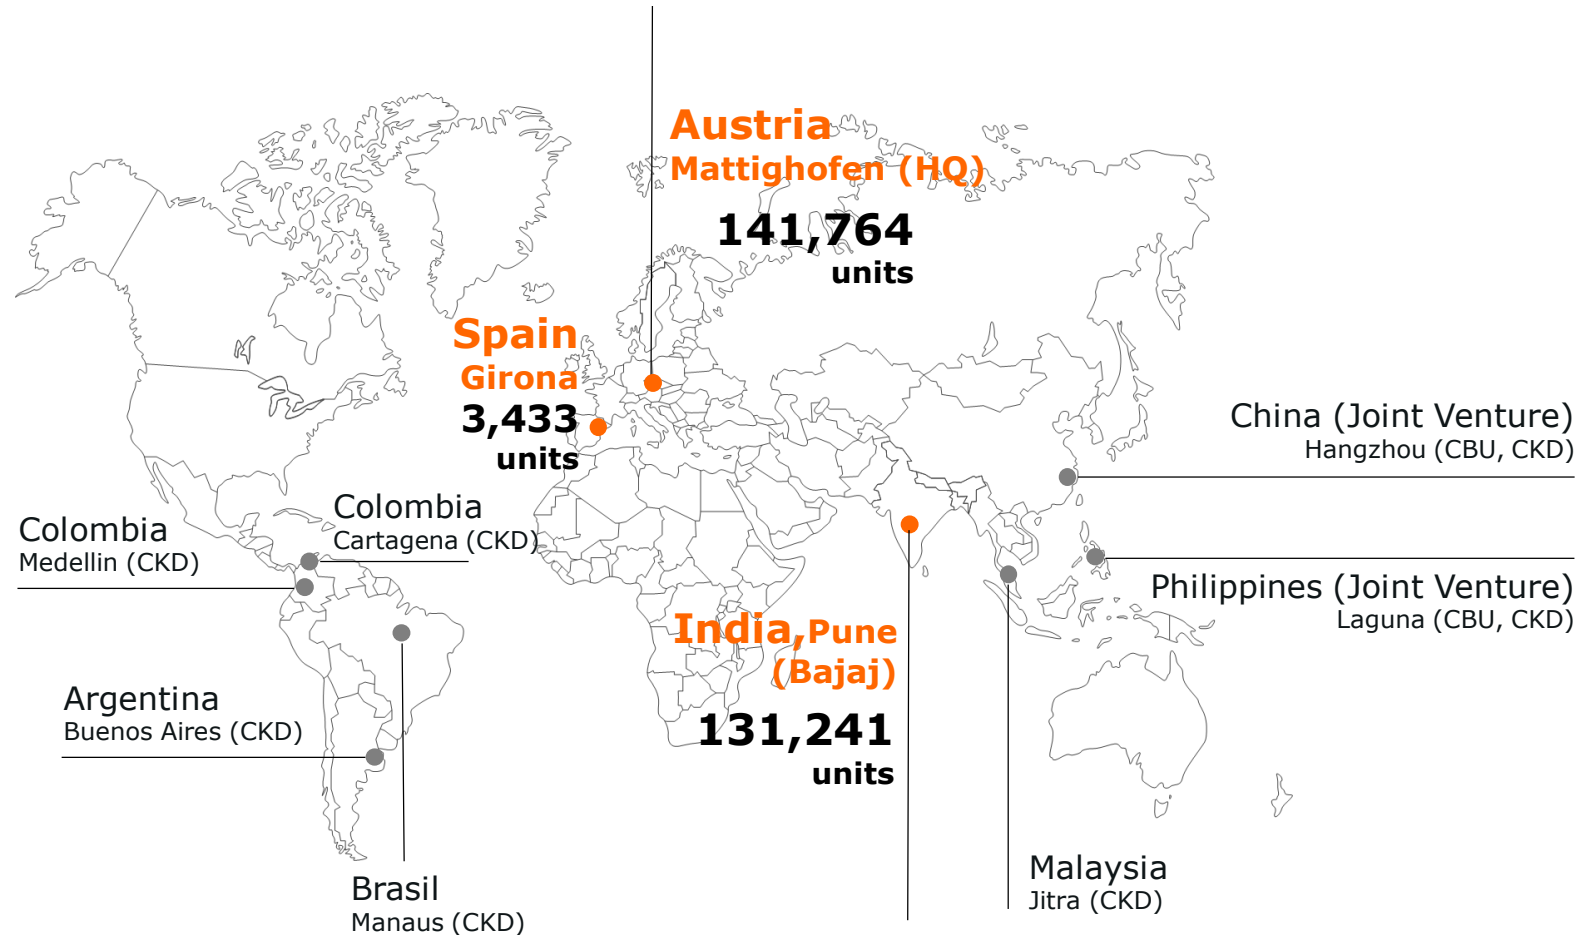 Austria
Mattighofen (HQ)
141,764
units
Spain
Girona
3,433
units
China (Joint Venture)
Hangzhou (CBU, CKD)
Colombia
Cartagena (CKD)
Colombia
Medellin (CKD)
Philippines (Joint Venture)
Laguna (CBU, CKD)
India,Pune
(Bajaj)
131,241
units
Argentina
Buenos Aires (CKD)
Malaysia
Jitra (CKD)
Brasil
Manaus (CKD)